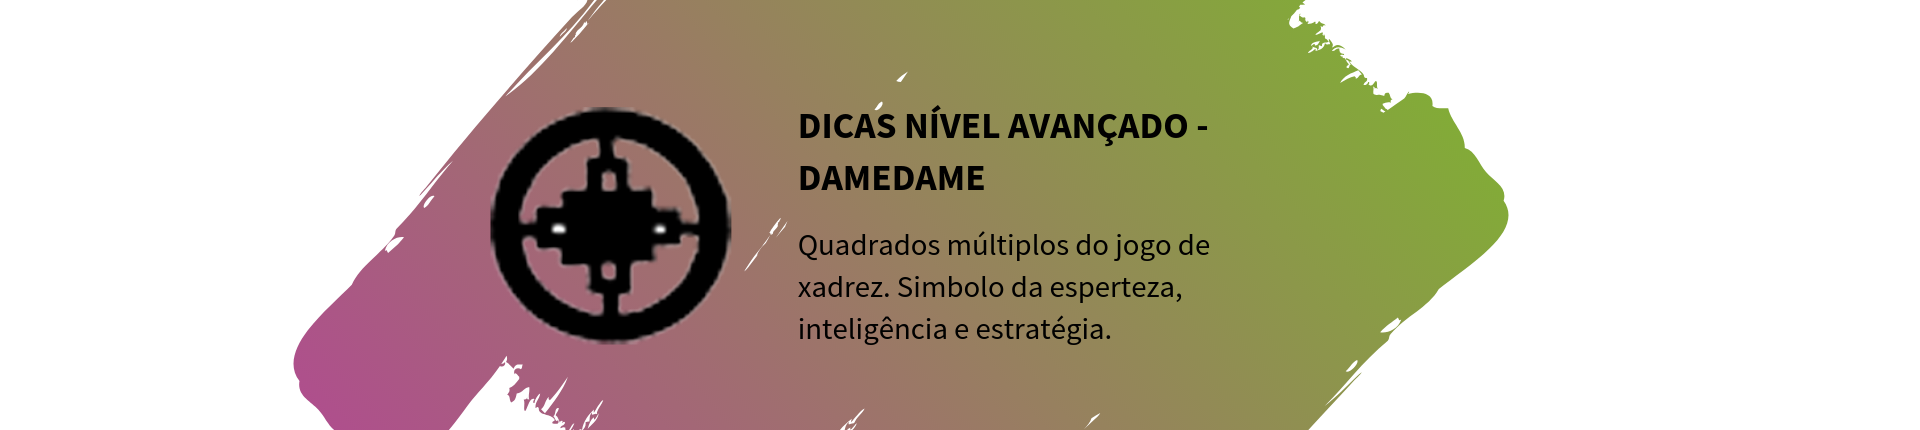 DICAS NÍVEL AVANÇADO -
DAMEDAME
Quadrados múltiplos do jogo de
xadrez. Simbolo da esperteza,
inteligência e estratégia.